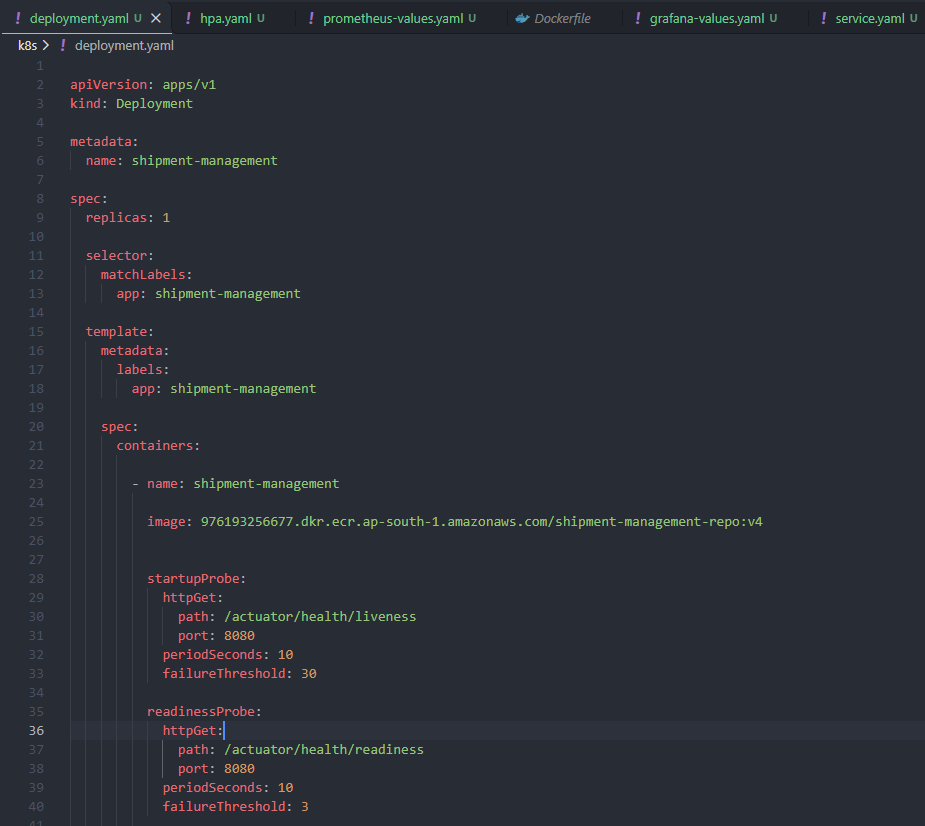 ! deployment.yaml U × ! hpa.yaml U ! prometheus-values.yaml U Dockerfile ! grafana-values.yaml U ! service.yaml U
k8s > ! deployment.yaml
1
2 apiVersion: apps/v1
3 kind: Deployment
4
5 metadata:
6   name: shipment-management
7
8 spec:
9   replicas: 1
10
11   selector:
12     matchLabels:
13       app: shipment-management
14
15   template:
16     metadata:
17       labels:
18         app: shipment-management
19
20     spec:
21       containers:
22
23         - name: shipment-management
24
25           image: 976193256677.dkr.ecr.ap-south-1.amazonaws.com/shipment-management-repo:v4
26
27
28           startupProbe:
29             httpGet:
30               path: /actuator/health/liveness
31               port: 8080
32             periodSeconds: 10
33             failureThreshold: 30
34
35           readinessProbe:
36             httpGet:
37               path: /actuator/health/readiness
38               port: 8080
39             periodSeconds: 10
40             failureThreshold: 3
41